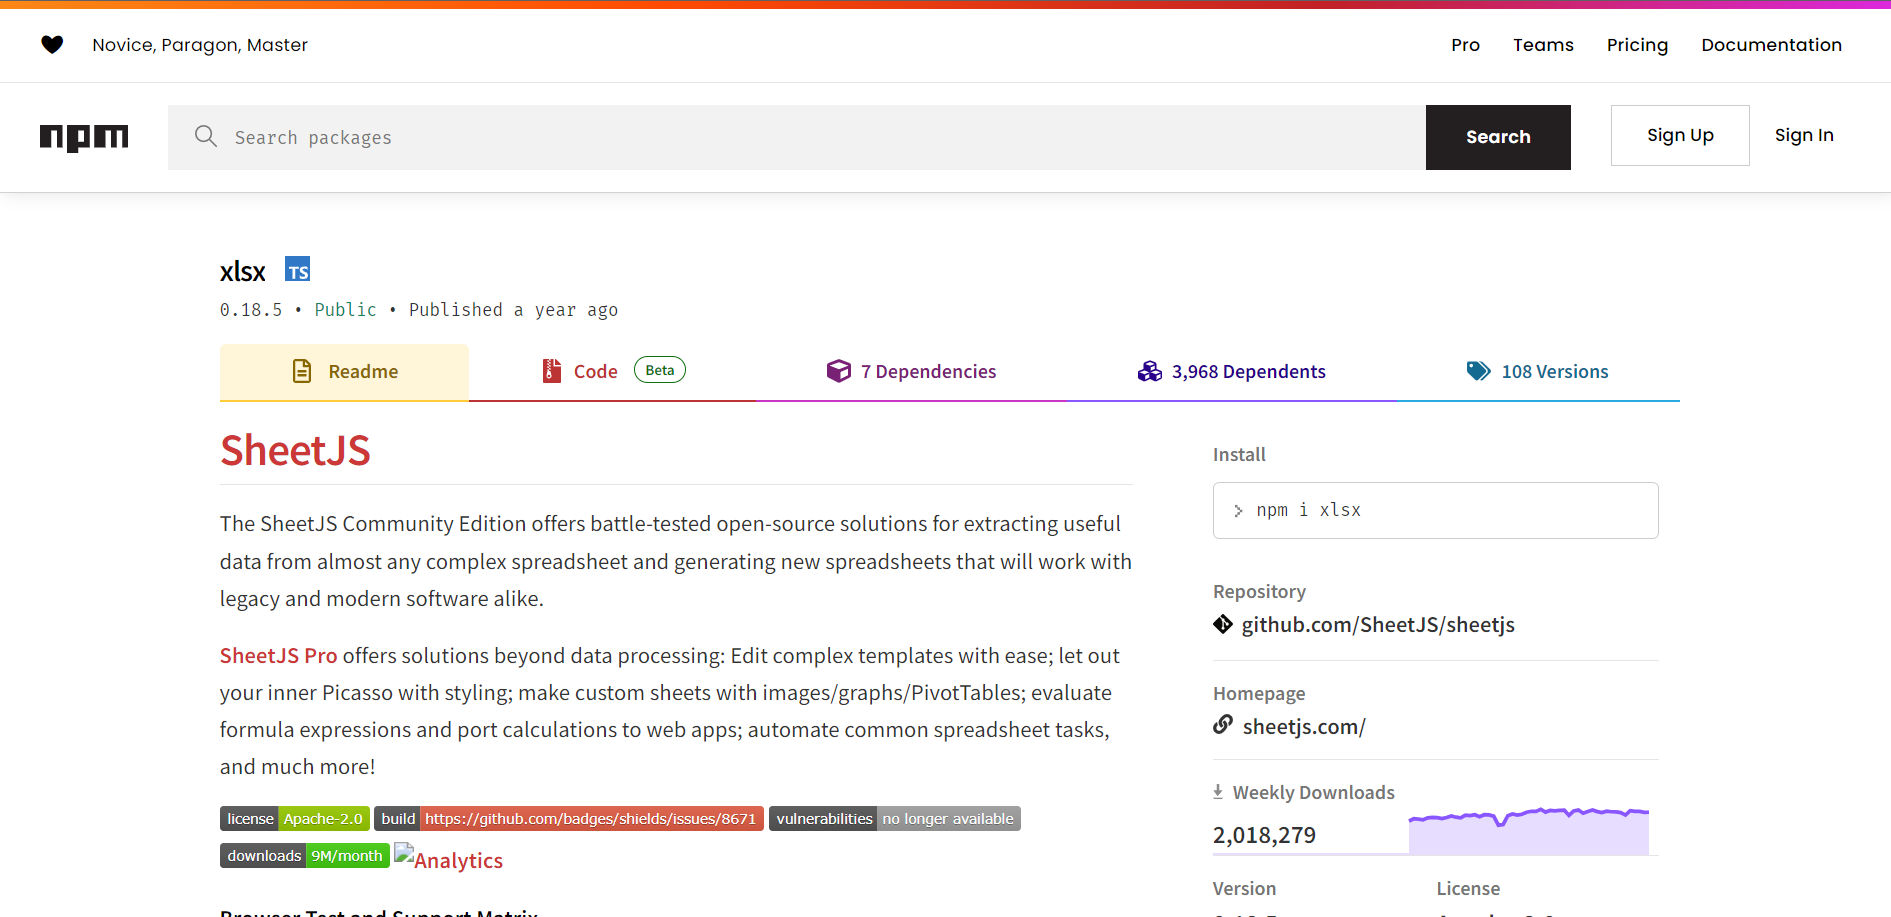 Novice, Paragon, Master
Pro Teams Pricing Documentation
npm
Search packages
Search
Sign Up
Sign In
xlsx TS
0.18.5 • Public • Published a year ago
Readme
Code Beta
7 Dependencies
3,968 Dependents
108 Versions
SheetJS
The SheetJS Community Edition offers battle-tested open-source solutions for extracting useful
data from almost any complex spreadsheet and generating new spreadsheets that will work with
legacy and modern software alike.
SheetJS Pro offers solutions beyond data processing: Edit complex templates with ease; let out
your inner Picasso with styling; make custom sheets with images/graphs/PivotTables; evaluate
formula expressions and port calculations to web apps; automate common spreadsheet tasks,
and much more!
license Apache-2.0 build https://github.com/badges/shields/issues/8671 vulnerabilities no longer available
downloads 9M/month Analytics
Browser Test and Support Matrix
Install
npm i xlsx
Repository
github.com/SheetJS/sheetjs
Homepage
sheetjs.com/
Weekly Downloads
2,018,279
Version
License